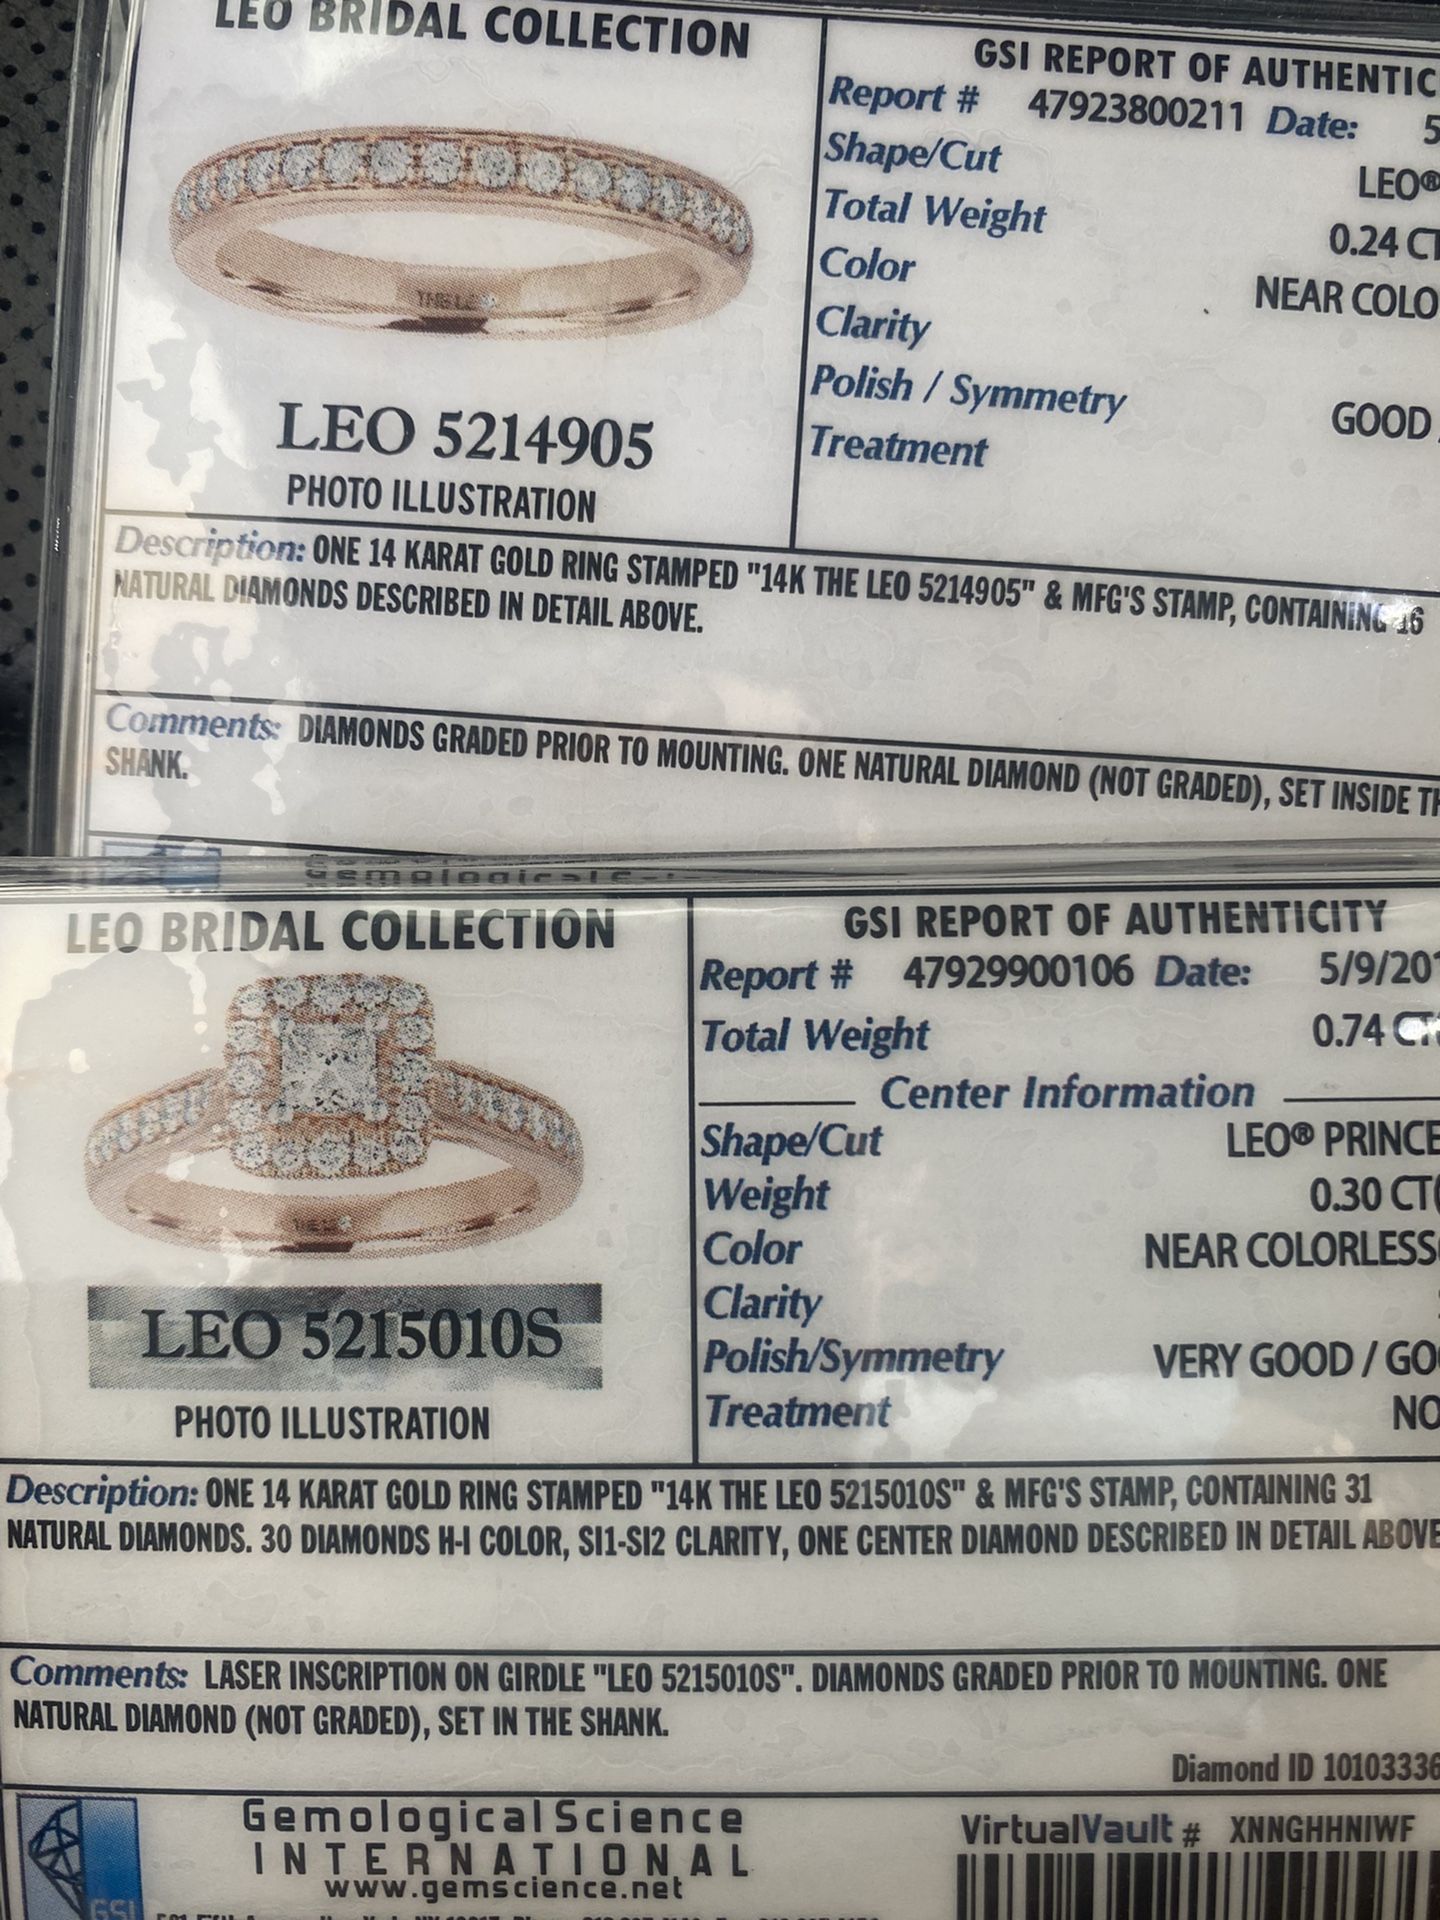 LEO BRIDAL COLLECTION
GSI REPORT OF AUTHENTIC
Report # 47923800211 Date: 5
Shape/Cut LEO®
Total Weight 0.24 CT
Color NEAR COLO
Clarity
Polish / Symmetry GOOD
Treatment
THE LE
LEO 5214905
PHOTO ILLUSTRATION
Description: ONE 14 KARAT GOLD RING STAMPED "14K THE LEO 5214905" & MFG'S STAMP, CONTAINING 16
NATURAL DIAMONDS DESCRIBED IN DETAIL ABOVE.
Comments: DIAMONDS GRADED PRIOR TO MOUNTING. ONE NATURAL DIAMOND (NOT GRADED), SET INSIDE TH
SHANK.
LEO BRIDAL COLLECTION
GSI REPORT OF AUTHENTICITY
Report # 47929900106 Date: 5/9/201
Total Weight 0.74 CT
Center Information
Shape/Cut LEO® PRINCE
Weight 0.30 CT(
Color NEAR COLORLESS
Clarity
Polish/Symmetry VERY GOOD / GO
Treatment NO
LEO 5215010S
PHOTO ILLUSTRATION
Description: ONE 14 KARAT GOLD RING STAMPED "14K THE LEO 5215010S" & MFG'S STAMP, CONTAINING 31
NATURAL DIAMONDS. 30 DIAMONDS H-I COLOR, SI1-SI2 CLARITY, ONE CENTER DIAMOND DESCRIBED IN DETAIL ABOVE
Comments: LASER INSCRIPTION ON GIRDLE "LEO 5215010S". DIAMONDS GRADED PRIOR TO MOUNTING. ONE
NATURAL DIAMOND (NOT GRADED), SET IN THE SHANK.
Diamond ID 10103336
GSI
Gemological Science
INTERNATIONAL
www.gemscience.net
VirtualVault # XNNGHHNIWF